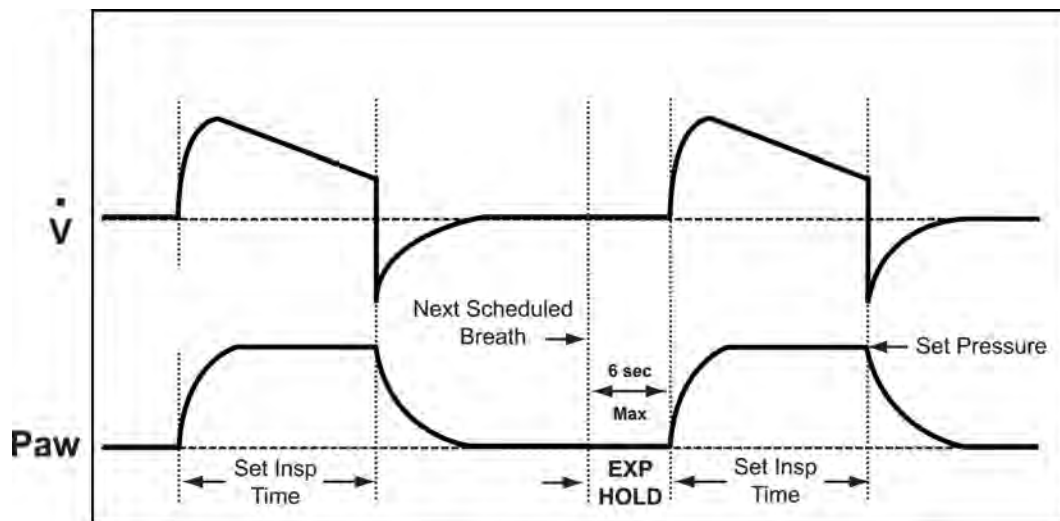 V̇
Next Scheduled
Breath
Set Pressure
6 sec
Max
Paw
Set Insp
Time
EXP
HOLD
Set Insp
Time